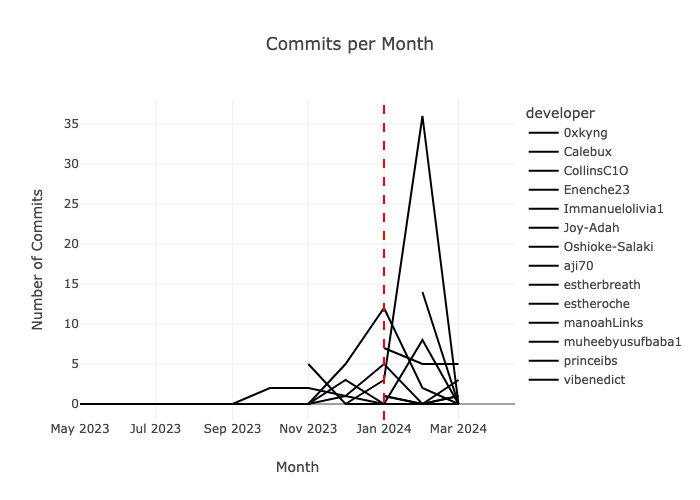 Commits per Month
Number of Commits
35
30
25
20
15
10
5
0
May 2023
Jul 2023
Sep 2023
Nov 2023
Jan 2024
Mar 2024
Month
developer
0xkyng
Calebux
CollinsC1O
Enenche23
Immanuelolivia1
Joy-Adah
Oshioke-Salaki
aji70
estherbreath
estheroche
manoahLinks
muheebyusufbaba1
princeibs
vibenedict